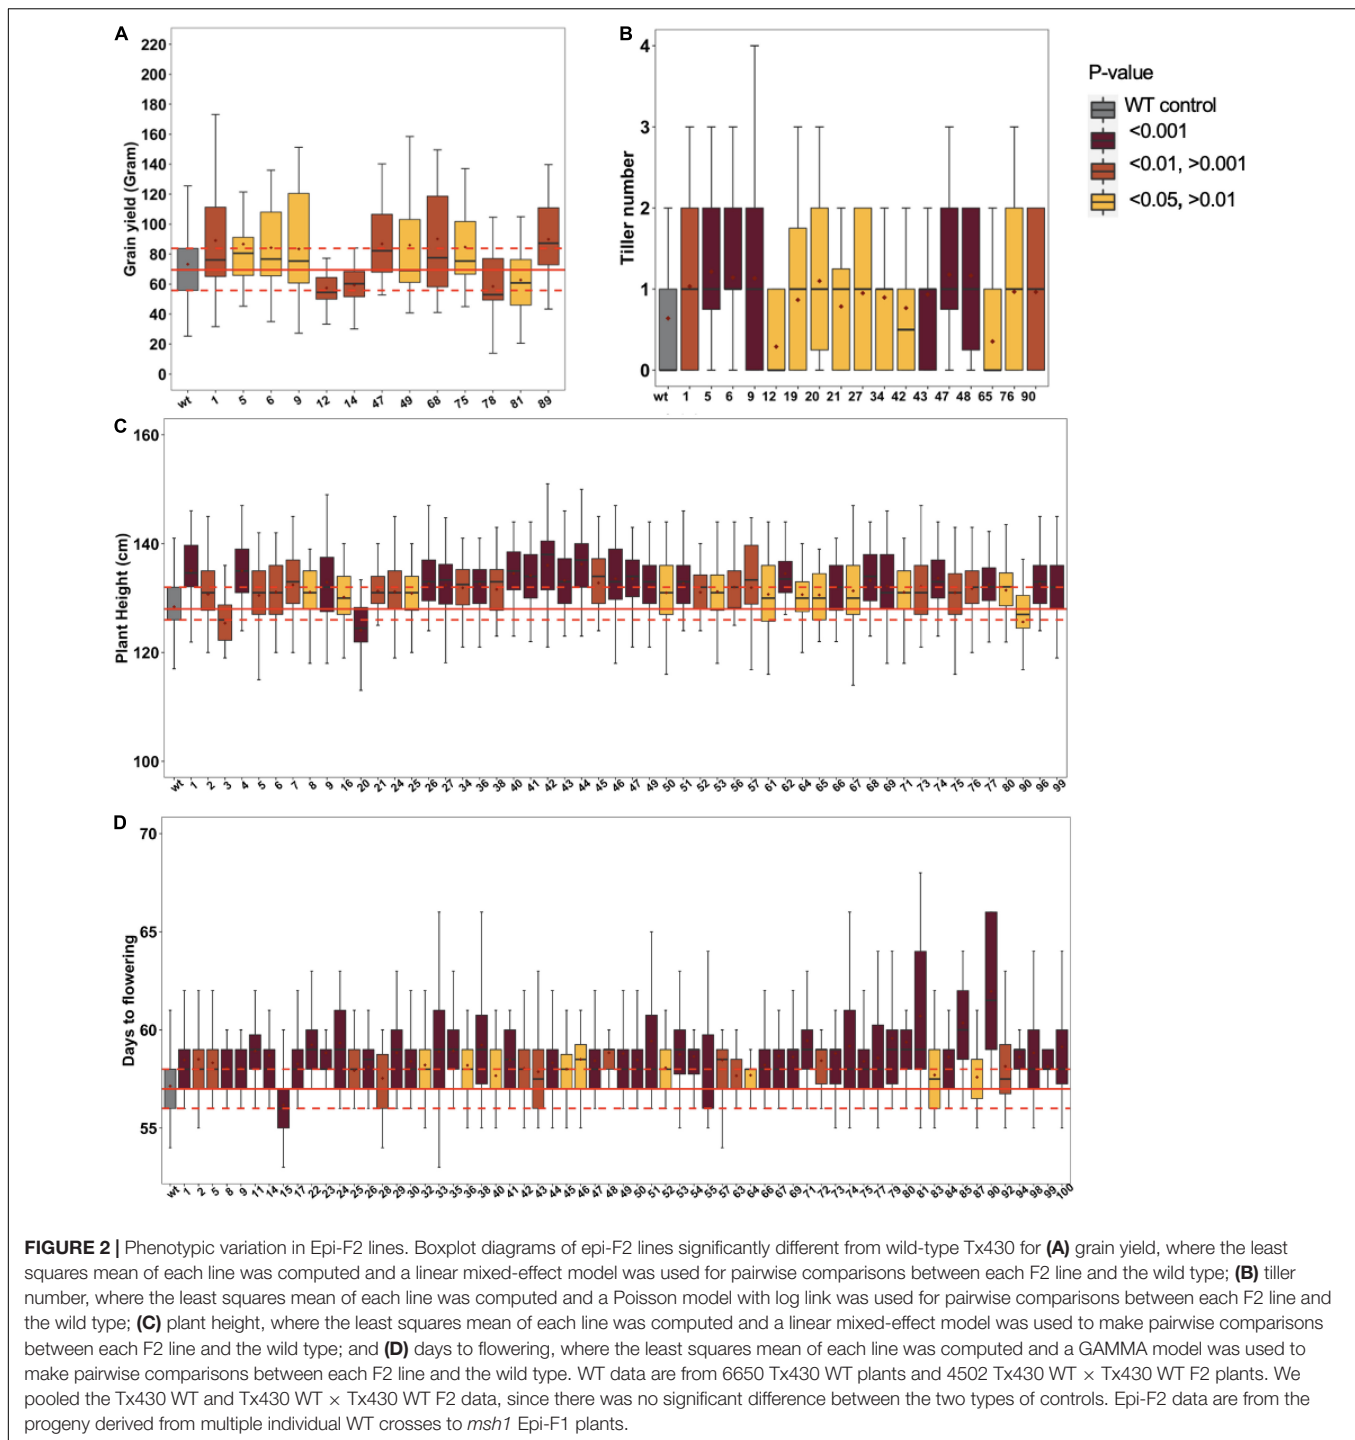 A
220
200
180
160
140
120
100
80
60
40
20
0
Grain yield (Gram)
wt 1 5 6 9 12 14 47 49 68 75 78 81 89
B
4
3
2
1
0
Tiller number
wt 1 5 6 9 12 19 20 21 27 34 42 43 47 48 65 76 90
P-value
WT control
<0.001
<0.01, >0.001
<0.05, >0.01
C
160
140
120
100
Plant Height (cm)
wt 1 2 3 4 5 6 7 8 9 16 20 21 24 25 26 27 34 36 38 40 41 42 43 44 45 46 47 49 50 51 52 53 56 57 61 62 64 65 66 67 68 69 71 73 74 75 76 77 80 90 96 99
D
70
65
60
55
Days to flowering
wt 1 2 5 8 9 11 14 15 17 22 23 24 25 26 28 29 30 32 33 35 36 38 40 41 42 43 44 45 46 47 48 49 50 51 52 53 54 55 57 63 64 66 67 69 71 72 73 74 75 77 79 80 81 83 84 85 87 90 92 94 98 99 100
FIGURE 2 | Phenotypic variation in Epi-F2 lines. Boxplot diagrams of epi-F2 lines significantly different from wild-type Tx430 for (A) grain yield, where the least
squares mean of each line was computed and a linear mixed-effect model was used for pairwise comparisons between each F2 line and the wild type; (B) tiller
number, where the least squares mean of each line was computed and a Poisson model with log link was used for pairwise comparisons between each F2 line and
the wild type; (C) plant height, where the least squares mean of each line was computed and a linear mixed-effect model was used to make pairwise comparisons
between each F2 line and the wild type; and (D) days to flowering, where the least squares mean of each line was computed and a GAMMA model was used to
make pairwise comparisons between each F2 line and the wild type. WT data are from 6650 Tx430 WT plants and 4502 Tx430 WT × Tx430 WT F2 plants. We
pooled the Tx430 WT and Tx430 WT × Tx430 WT F2 data, since there was no significant difference between the two types of controls. Epi-F2 data are from the
progeny derived from multiple individual WT crosses to msh1 Epi-F1 plants.